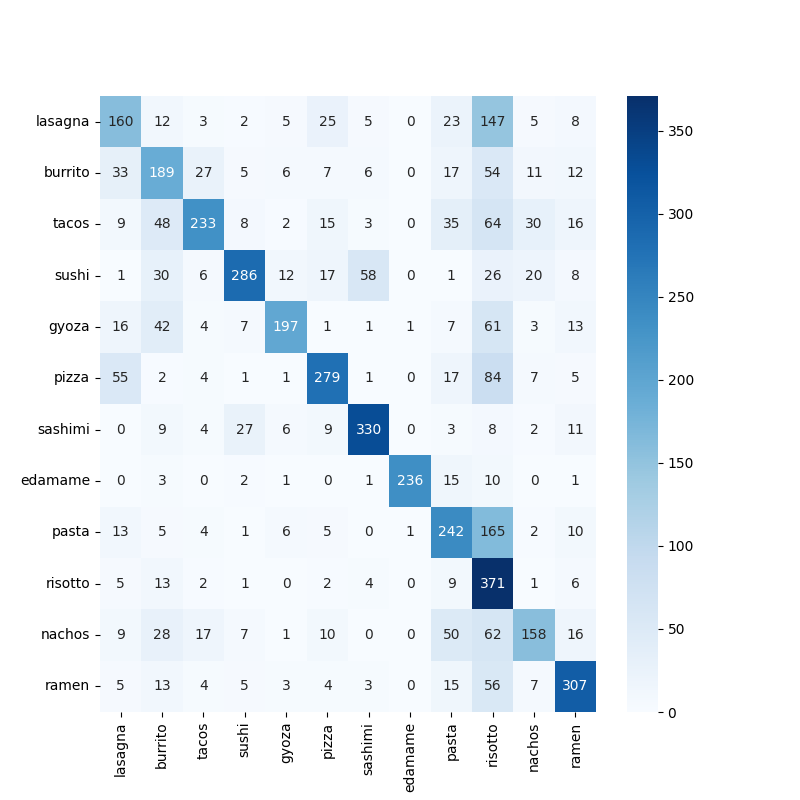 lasagna 160 12 3 2 5 25 5 0 23 147 5 8
burrito 33 189 27 5 6 7 6 0 17 54 11 12
tacos 9 48 233 8 2 15 3 0 35 64 30 16
sushi 1 30 6 286 12 17 58 0 1 26 20 8
gyoza 16 42 4 7 197 1 1 1 7 61 3 13
pizza 55 2 4 1 1 279 1 0 17 84 7 5
sashimi 0 9 4 27 6 9 330 0 3 8 2 11
edamame 0 3 0 2 1 0 1 236 15 10 0 1
pasta 13 5 4 1 6 5 0 1 242 165 2 10
risotto 5 13 2 1 0 2 4 0 9 371 1 6
nachos 9 28 17 7 1 10 0 0 50 62 158 16
ramen 5 13 4 5 3 4 3 0 15 56 7 307
lasagna burrito tacos sushi gyoza pizza sashimi edamame pasta risotto nachos ramen
350
300
250
200
150
100
50
0